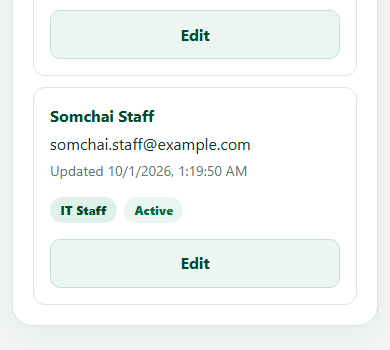 Edit
Somchai Staff
somchai.staff@example.com
Updated 10/1/2026, 1:19:50 AM
IT Staff Active
Edit